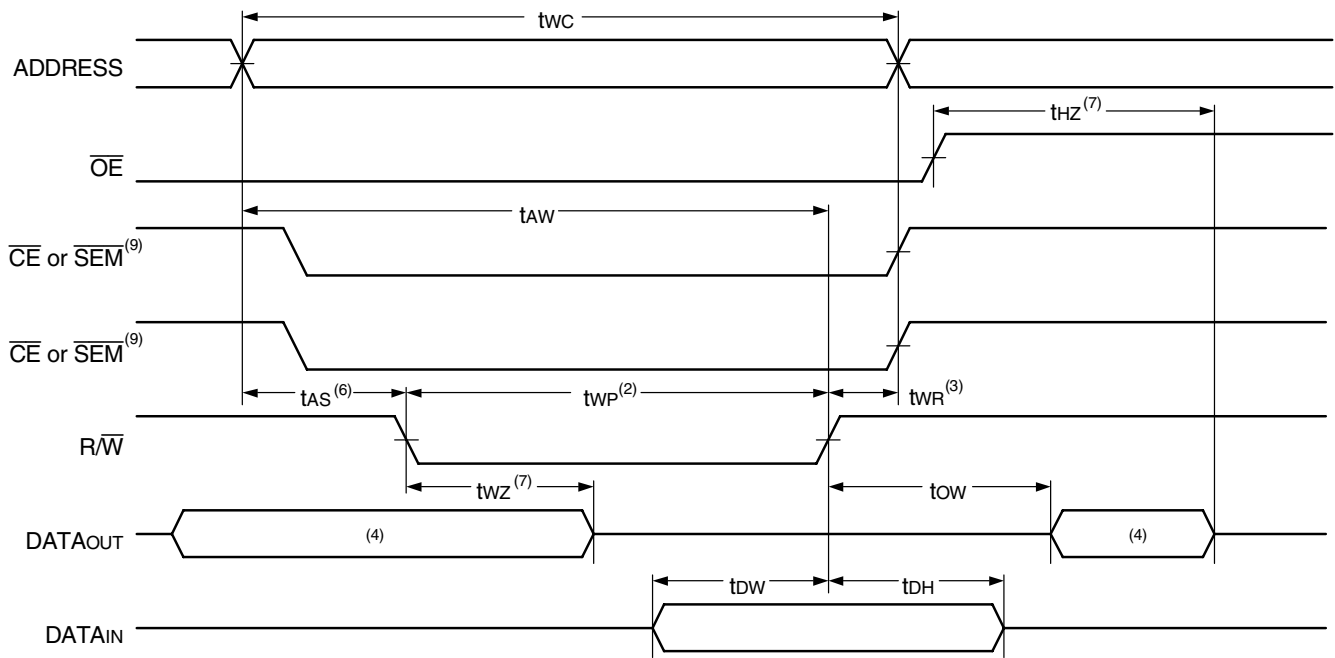 tWC
ADDRESS
tHZ(7)
OE
tAW
CE or SEM(9)
CE or SEM(9)
tAS(6)
tWP(2)
tWR(3)
R/W
tWZ(7)
tOW
DATAOUT
(4)
(4)
tDW
tDH
DATAIN